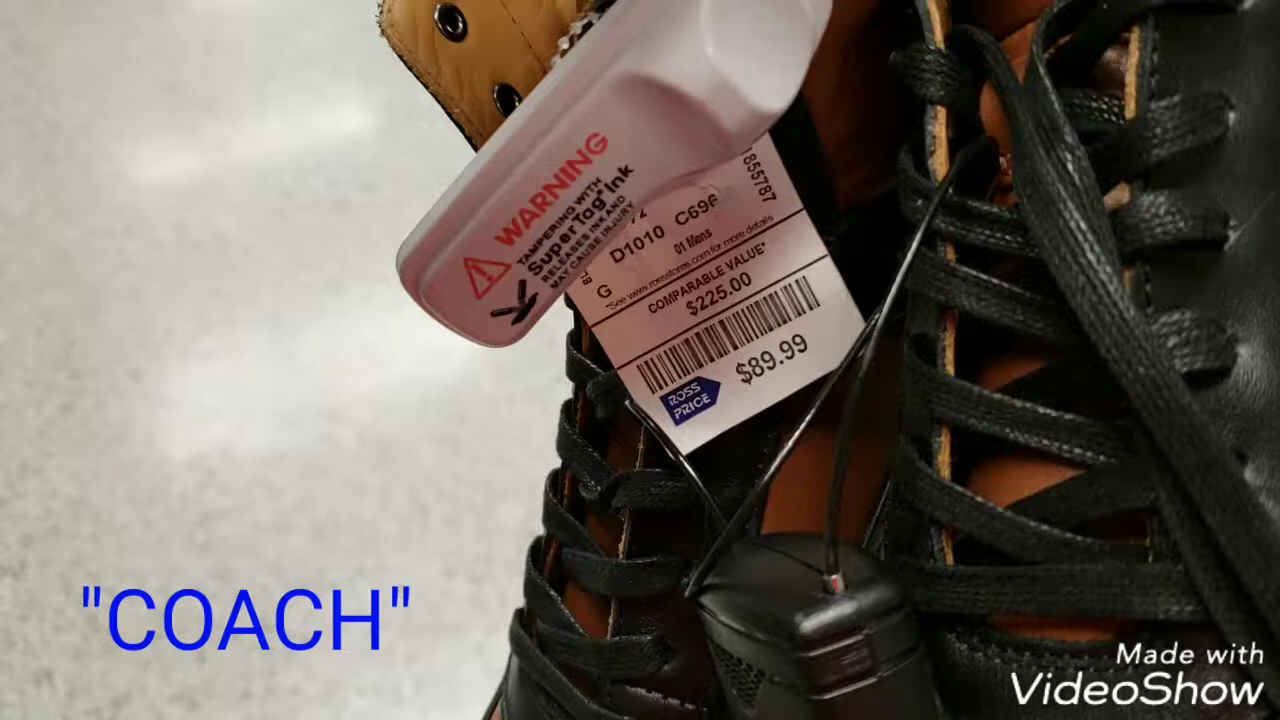 WARNING
TAMPERING WITH
SuperTag® Ink
RELEASES INK AND
MAY CAUSE INJURY
855787
D1010 C696
G 01 Mens
*See www.rossstores.com for more details
COMPARABLE VALUE*
$225.00
$89.99
ROSS
PRICE
"COACH"
Made with
VideoShow